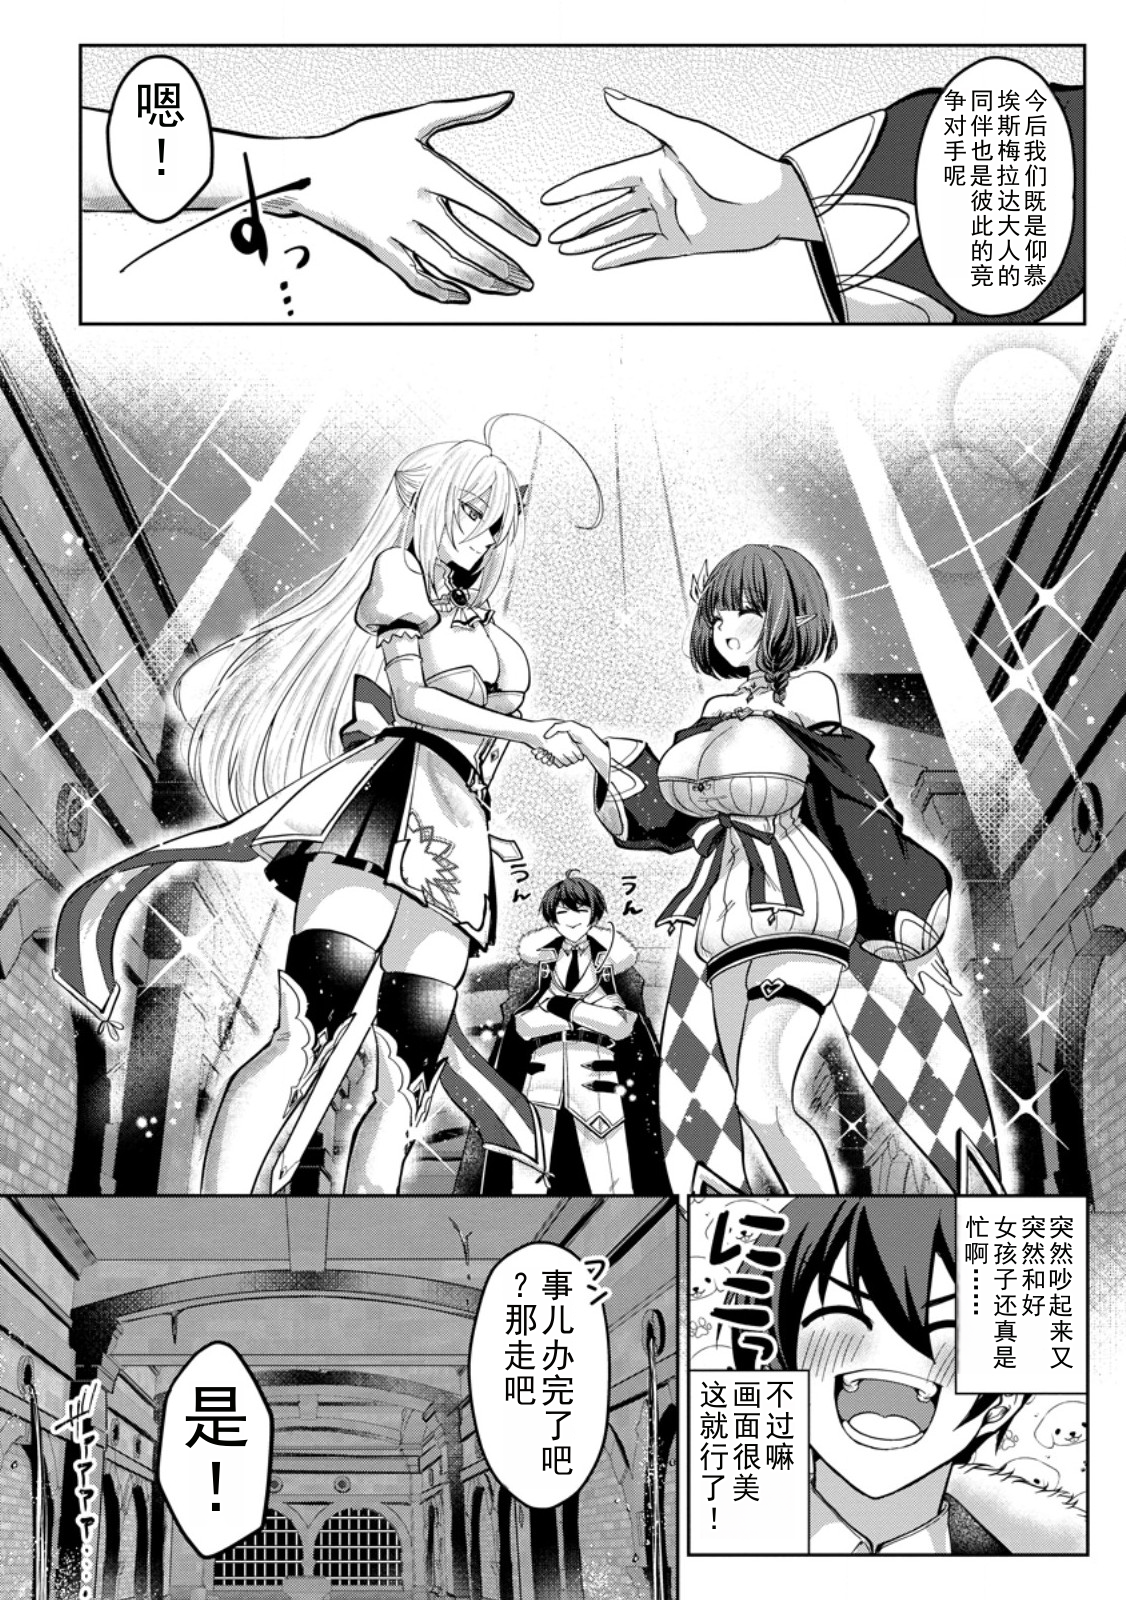 今后我们既是仰慕
埃斯梅拉达大人的
同伴也是彼此的竞
争对手呢
嗯！
すっ…
うん
うん
突然吵起来又
突然和好
女孩子还真是
忙啊……
不过嘛
画面很美
这就行了！
フン
事儿办完了吧
？那走吧
是！